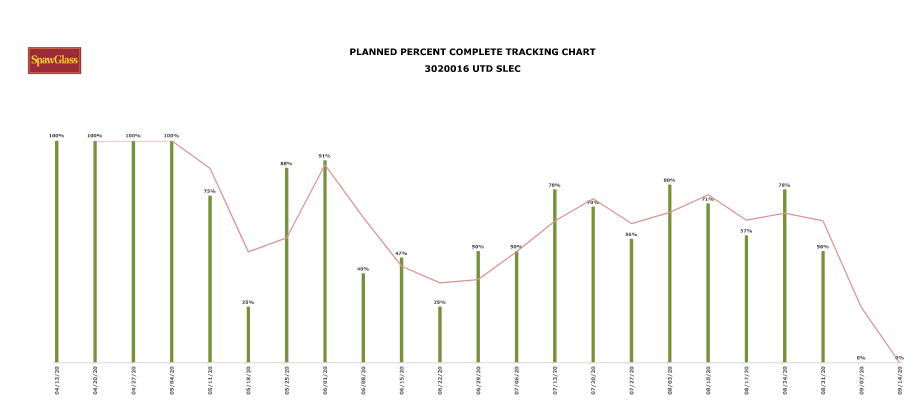 PLANNED PERCENT COMPLETE TRACKING CHART
SpawGlass
3020016 UTD SLEC
100% 100% 100% 100% 75% 25% 88% 91% 40% 47% 25% 50% 50% 78% 70% 56% 80% 71% 57% 78% 50% 0% 0%
04/13/20 04/20/20 04/27/20 05/04/20 05/11/20 05/18/20 05/25/20 06/01/20 06/08/20 06/15/20 06/22/20 06/29/20 07/06/20 07/13/20 07/20/20 07/27/20 08/03/20 08/10/20 08/17/20 08/24/20 08/31/20 09/07/20 09/14/20